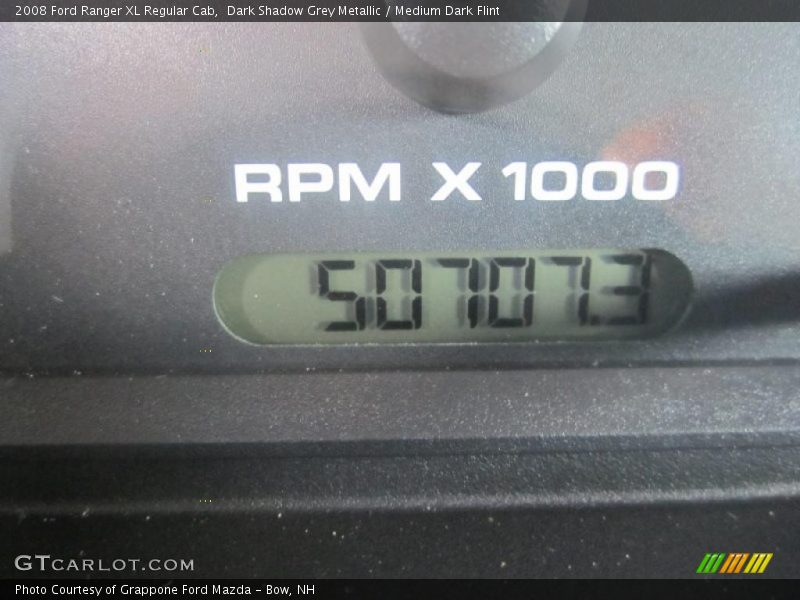 2008 Ford Ranger XL Regular Cab,  Dark Shadow Grey Metallic / Medium Dark Flint
RPM X 1000
50707.3
GTCARLOT.COM
Photo Courtesy of Grappone Ford Mazda - Bow, NH